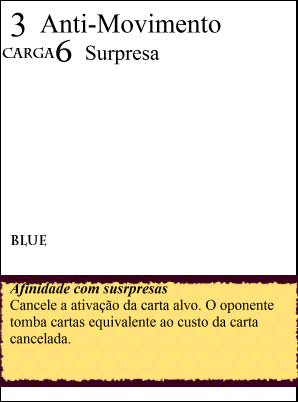 3 Anti-Movimento
CARGA 6 Surpresa
BLUE
Afinidade com susrpresas
Cancele a ativação da carta alvo. O oponente
tomba cartas equivalente ao custo da carta
cancelada.